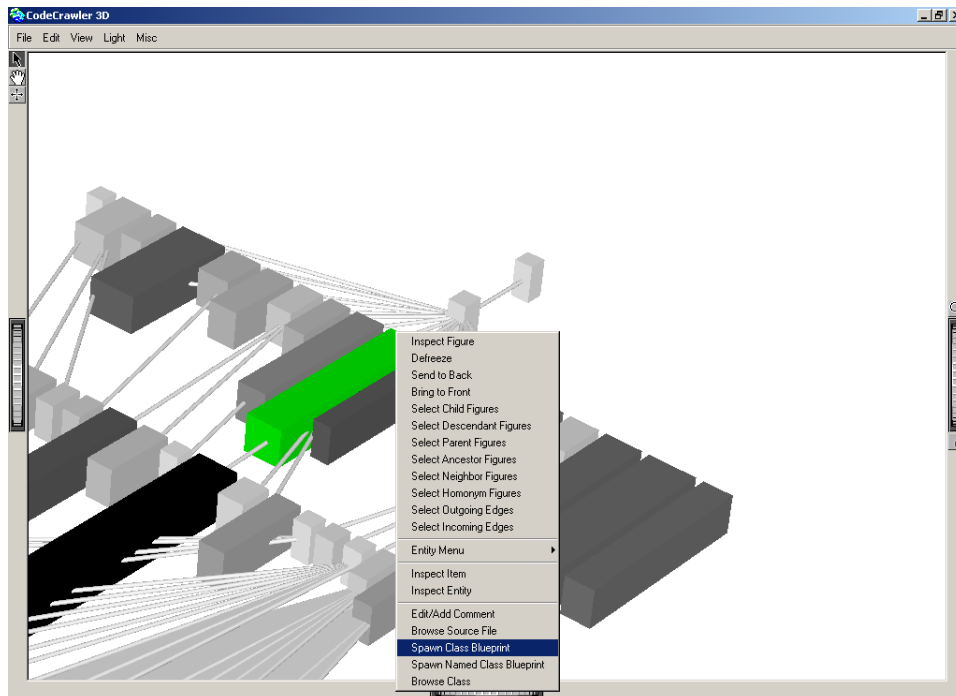 CodeCrawler 3D
File Edit View Light Misc
Inspect Figure
Defreeze
Send to Back
Bring to Front
Select Child Figures
Select Descendant Figures
Select Parent Figures
Select Ancestor Figures
Select Neighbor Figures
Select Homonym Figures
Select Outgoing Edges
Select Incoming Edges
Entity Menu
Inspect Item
Inspect Entity
Edit/Add Comment
Browse Source File
Spawn Class Blueprint
Spawn Named Class Blueprint
Browse Class